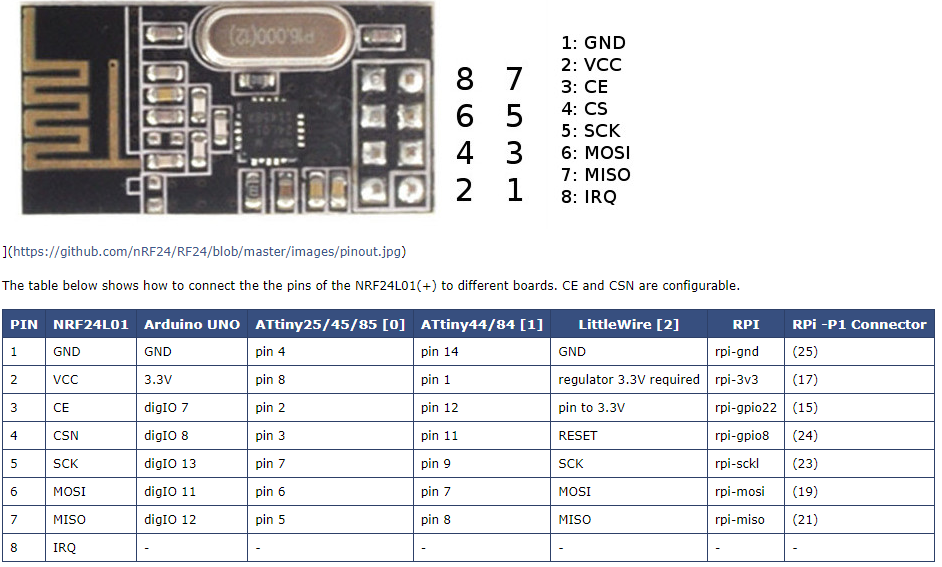 P16.000(12)
8 7
6 5
4 3
2 1
1: GND
2: VCC
3: CE
4: CS
5: SCK
6: MOSI
7: MISO
8: IRQ
](https://github.com/nRF24/RF24/blob/master/images/pinout.jpg)
The table below shows how to connect the the pins of the NRF24L01(+) to different boards. CE and CSN are configurable.
PIN NRF24L01 Arduino UNO ATtiny25/45/85 [0] ATtiny44/84 [1] LittleWire [2] RPI RPi -P1 Connector
1 GND GND pin 4 pin 14 GND rpi-gnd (25)
2 VCC 3.3V pin 8 pin 1 regulator 3.3V required rpi-3v3 (17)
3 CE digIO 7 pin 2 pin 12 pin to 3.3V rpi-gpio22 (15)
4 CSN digIO 8 pin 3 pin 11 RESET rpi-gpio8 (24)
5 SCK digIO 13 pin 7 pin 9 SCK rpi-sckl (23)
6 MOSI digIO 11 pin 6 pin 7 MOSI rpi-mosi (19)
7 MISO digIO 12 pin 5 pin 8 MISO rpi-miso (21)
8 IRQ - - - - - -